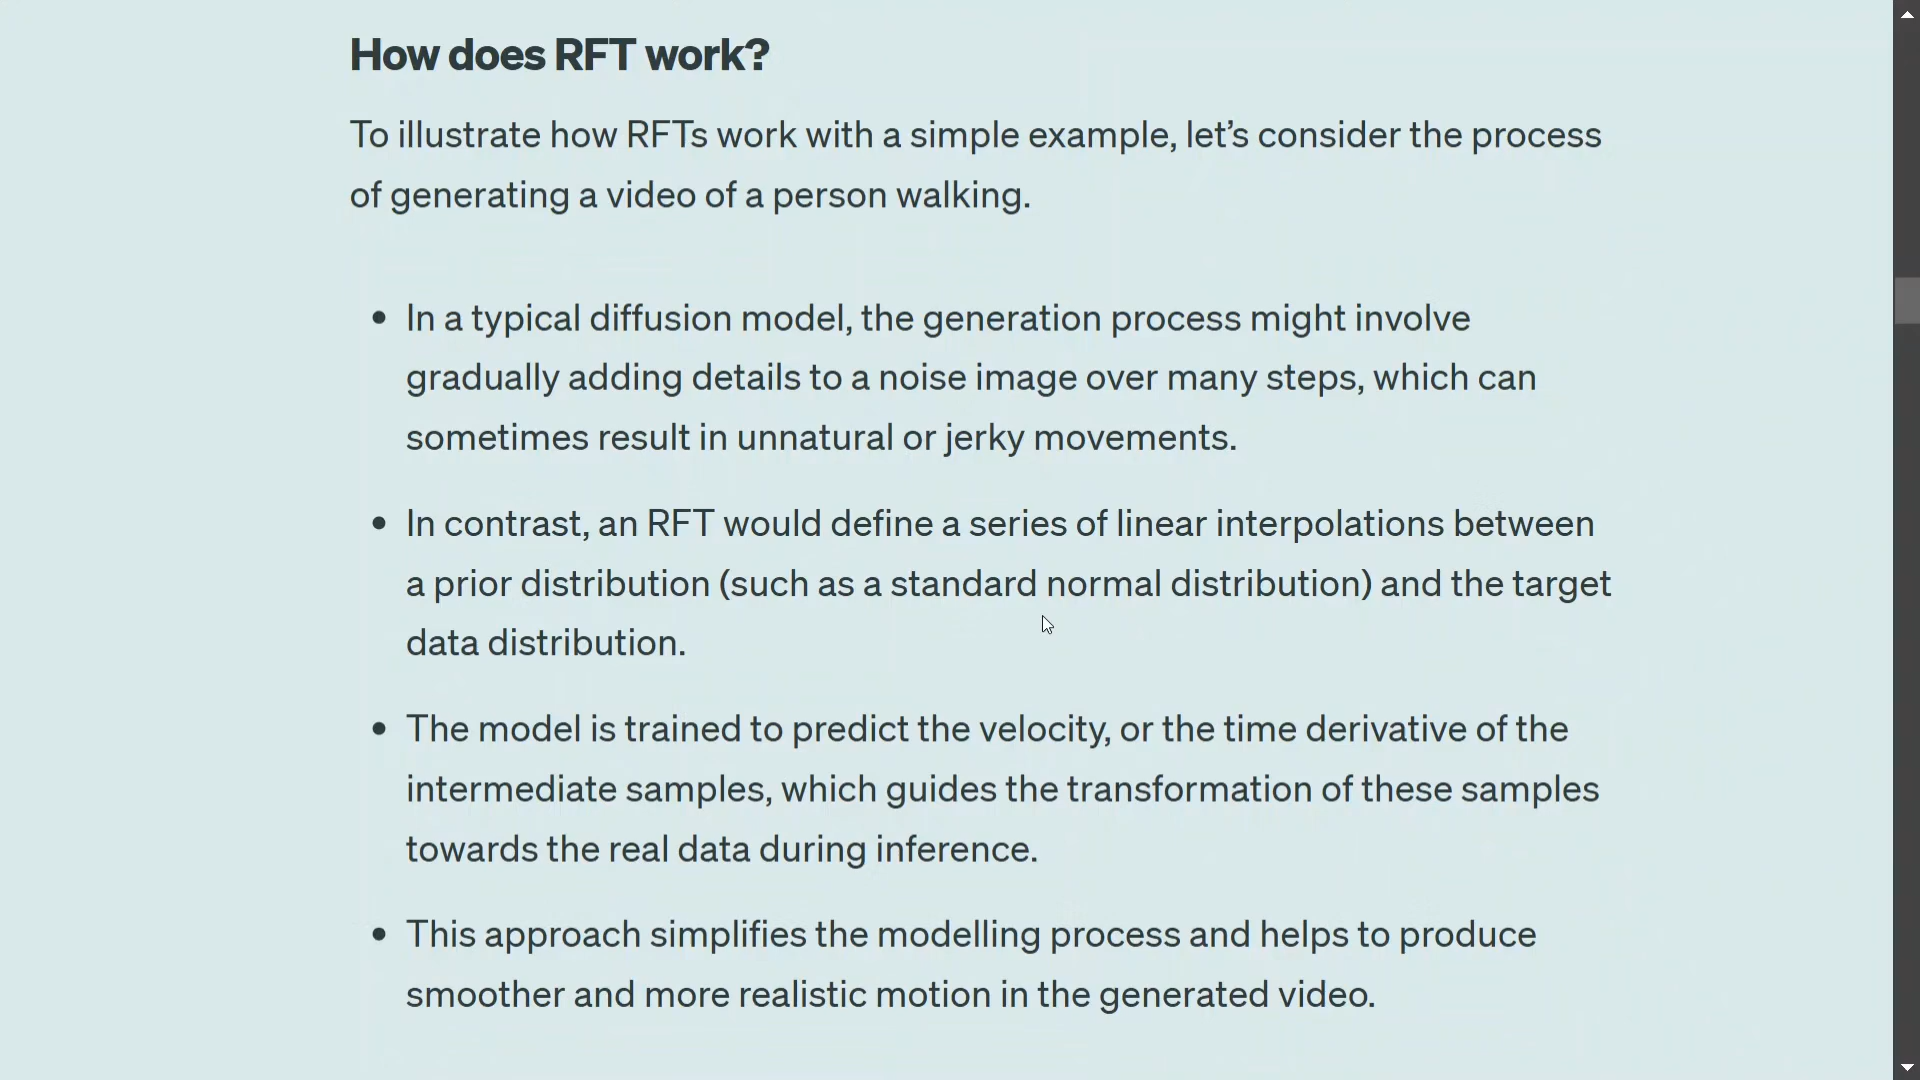 How does RFT work?
To illustrate how RFTs work with a simple example, let’s consider the process
of generating a video of a person walking.
• In a typical diffusion model, the generation process might involve
gradually adding details to a noise image over many steps, which can
sometimes result in unnatural or jerky movements.
• In contrast, an RFT would define a series of linear interpolations between
a prior distribution (such as a standard normal distribution) and the target
data distribution.
• The model is trained to predict the velocity, or the time derivative of the
intermediate samples, which guides the transformation of these samples
towards the real data during inference.
• This approach simplifies the modelling process and helps to produce
smoother and more realistic motion in the generated video.